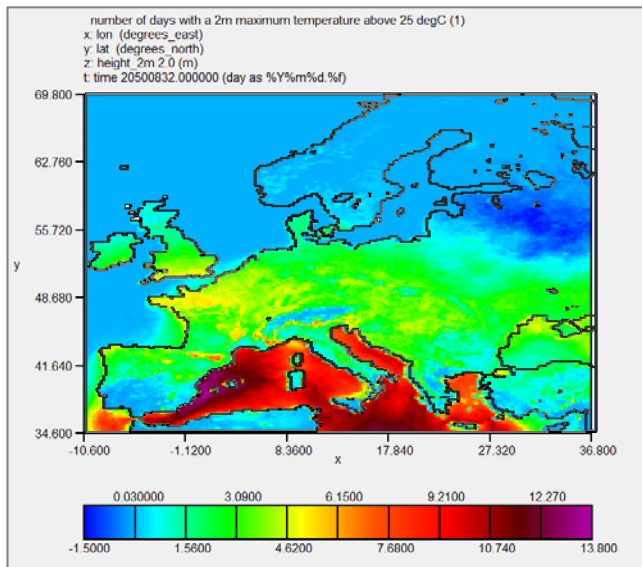 number of days with a 2m maximum temperature above 25 degC (1)
x: lon (degrees_east)
y: lat (degrees_north)
z: height_2m 2.0 (m)
t: time 20500832.000000 (day as %Y%m%d.%f)
69.800
62.760
55.720
y
48.680
41.640
34.600
-10.600 -1.1200 8.3600 17.840 27.320 36.800
x
0.030000 3.0900 6.1500 9.2100 12.270
-1.5000 1.5600 4.6200 7.6800 10.740 13.800